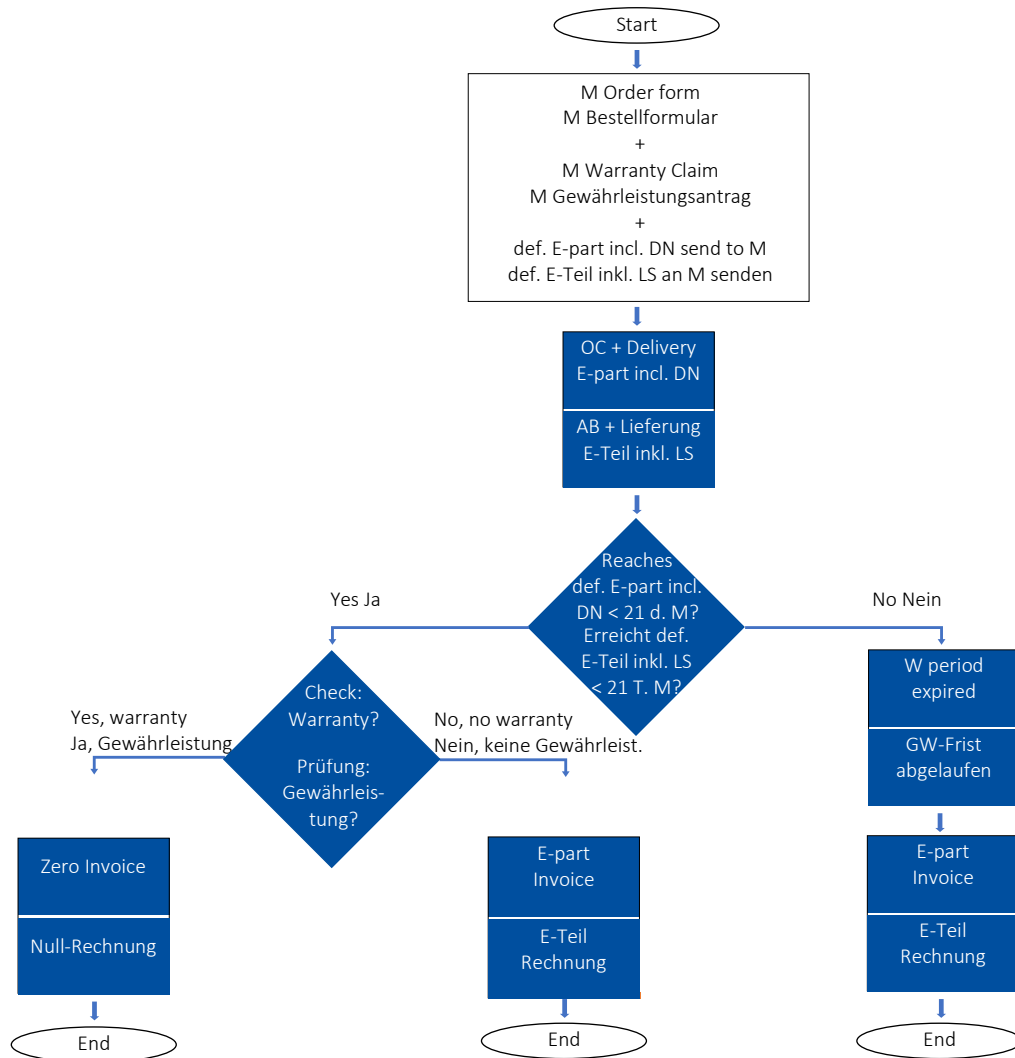 Start
M Order form
M Bestellformular
+
M Warranty Claim
M Gewährleistungsantrag
+
def. E-part incl. DN send to M
def. E-Teil inkl. LS an M senden
OC + Delivery
E-part incl. DN
AB + Lieferung
E-Teil inkl. LS
Reaches
def. E-part incl.
DN < 21 d. M?
Erreicht def.
E-Teil inkl. LS
< 21 T. M?
Yes Ja
No Nein
Check:
Warranty?
Prüfung:
Gewährleis-
tung?
Yes, warranty
Ja, Gewährleistung
No, no warranty
Nein, keine Gewährleist.
W period
expired
GW-Frist
abgelaufen
Zero Invoice
Null-Rechnung
E-part
Invoice
E-Teil
Rechnung
E-part
Invoice
E-Teil
Rechnung
End
End
End